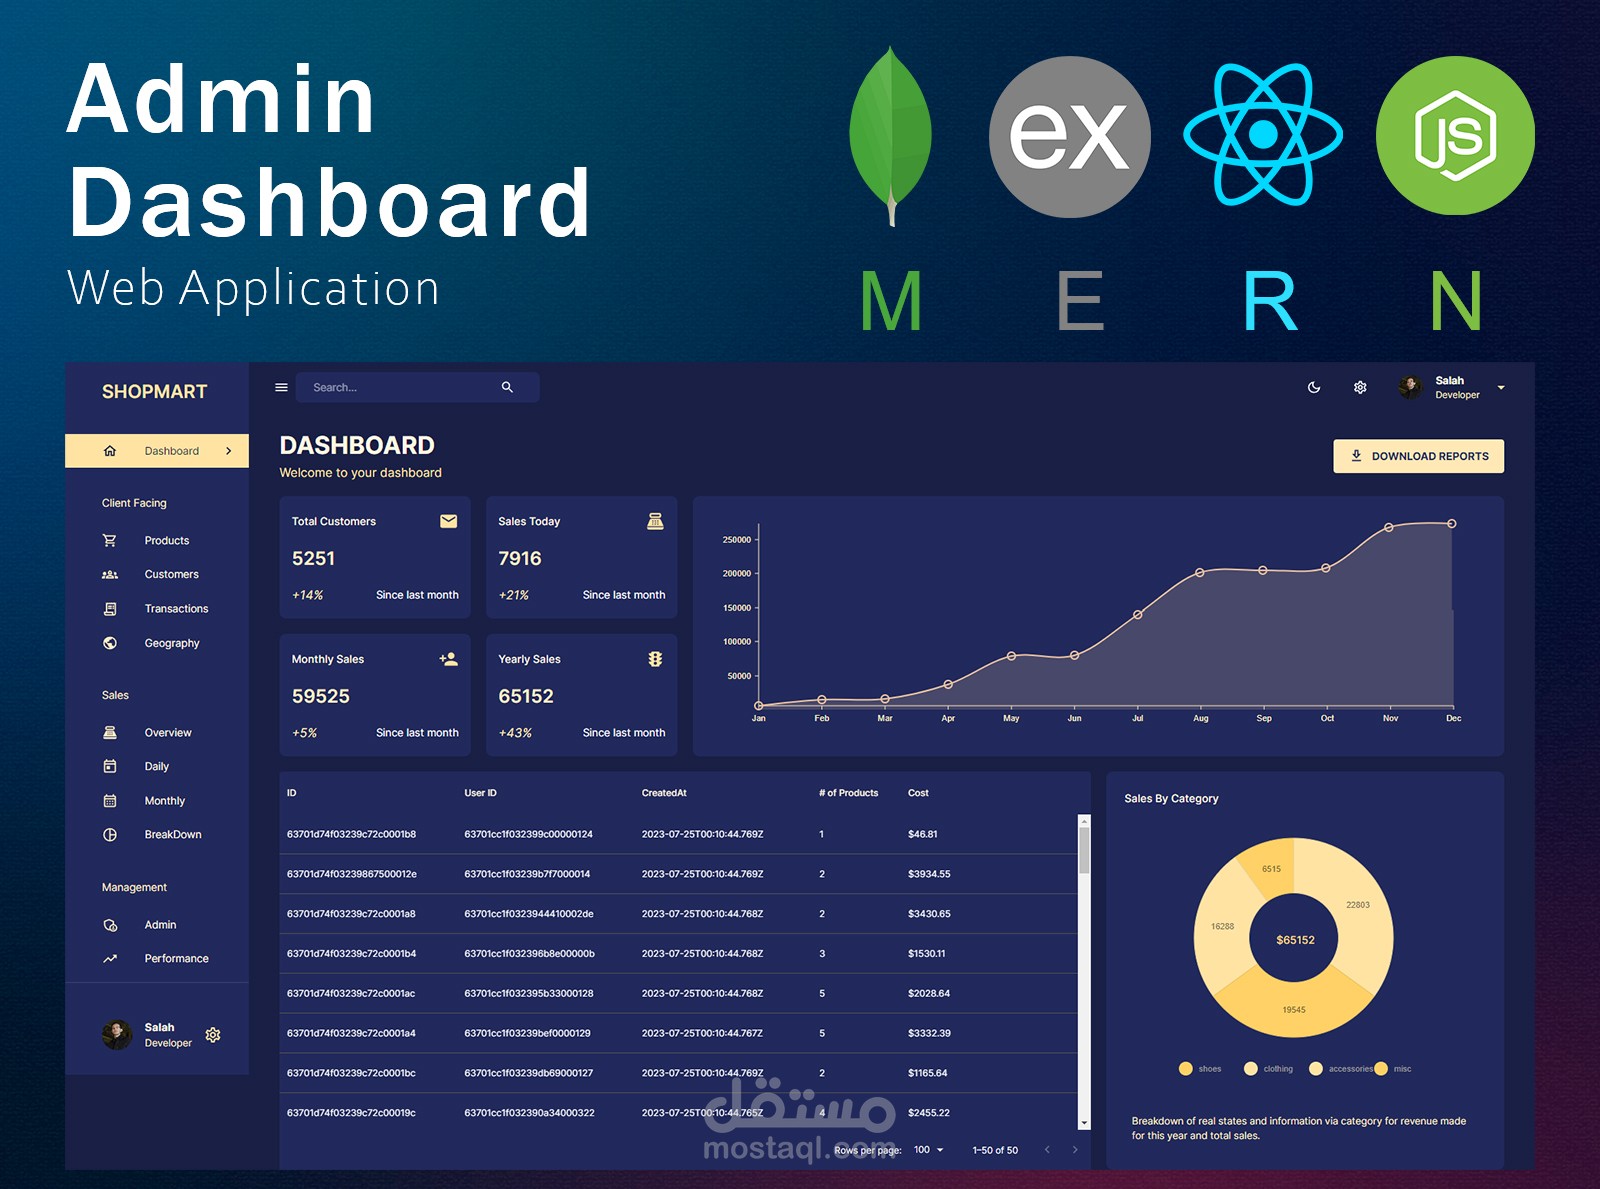 Admin
Dashboard
Web Application
ex
JS
M E R N
SHOPMART
Search...
Salah
Developer
Dashboard
Client Facing
Products
Customers
Transactions
Geography
Sales
Overview
Daily
Monthly
BreakDown
Management
Admin
Performance
Salah
Developer
DASHBOARD
Welcome to your dashboard
DOWNLOAD REPORTS
Total Customers
5251
+14% Since last month
Sales Today
7916
+21% Since last month
Monthly Sales
59525
+5% Since last month
Yearly Sales
65152
+43% Since last month
250000
200000
150000
100000
50000
Jan Feb Mar Apr May Jun Jul Aug Sep Oct Nov Dec
ID User ID CreatedAt # of Products Cost
63701d74f03239c72c0001b8 63701cc1f032399c00000124 2023-07-25T00:10:44.769Z 1 $46.81
63701d74f03239867500012e 63701cc1f03239b7f7000014 2023-07-25T00:10:44.769Z 2 $3934.55
63701d74f03239c72c0001a8 63701cc1f0323944410002de 2023-07-25T00:10:44.768Z 2 $3430.65
63701d74f03239c72c0001b4 63701cc1f032396b8e00000b 2023-07-25T00:10:44.768Z 3 $1530.11
63701d74f03239c72c0001ac 63701cc1f032395b33000128 2023-07-25T00:10:44.768Z 5 $2028.64
63701d74f03239c72c0001a4 63701cc1f03239bef0000129 2023-07-25T00:10:44.767Z 5 $3332.39
63701d74f03239c72c0001bc 63701cc1f03239db69000127 2023-07-25T00:10:44.769Z 2 $1165.64
63701d74f03239c72c00019c 63701cc1f032390a34000322 2023-07-25T00:10:44.765Z 4 $2455.22
Rows per page: 100 1–50 of 50
مستقل
mostaql.com
Sales By Category
6515
22803
16288
$65152
19545
shoes clothing accessories misc
Breakdown of real states and information via category for revenue made
for this year and total sales.